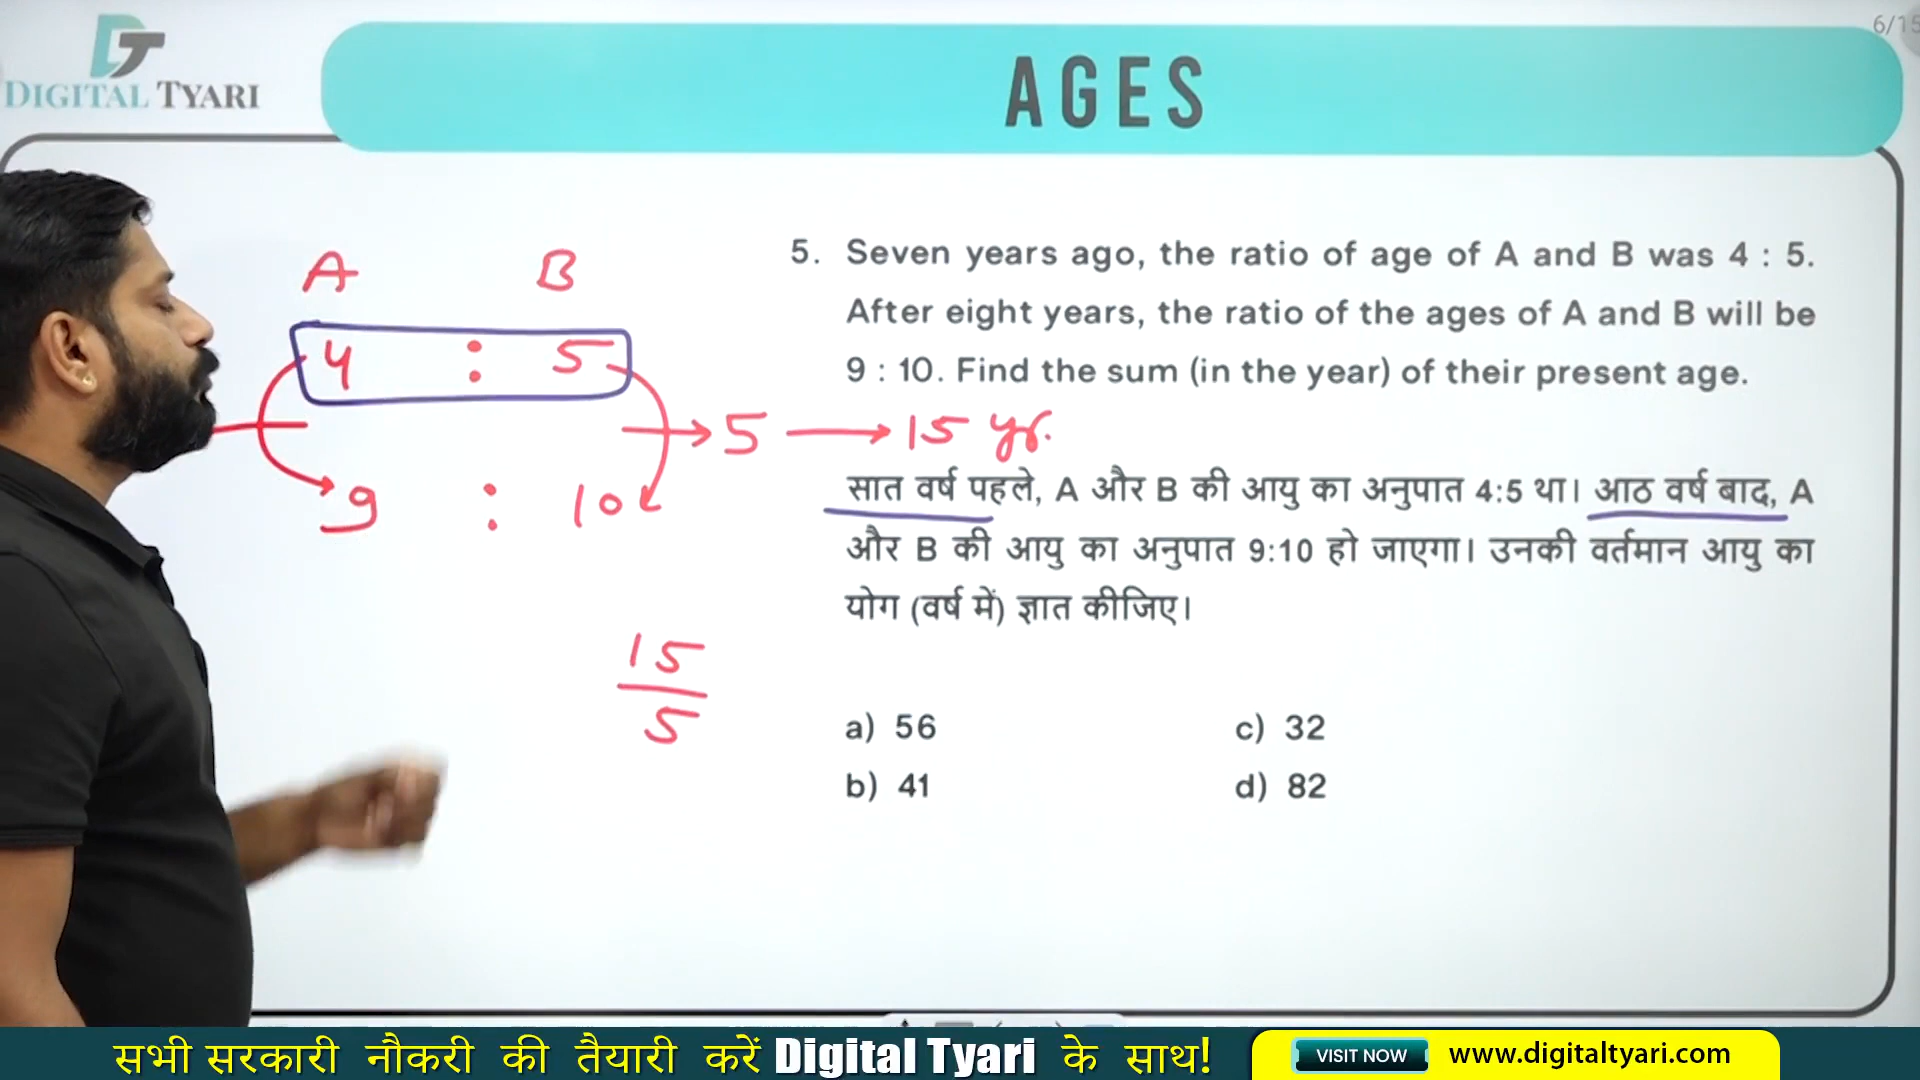 DIGITAL TYARI
6/15
AGES
A B
4 : 5
5 → 15 yr.
9 : 10
15
5
5. Seven years ago, the ratio of age of A and B was 4 : 5.
After eight years, the ratio of the ages of A and B will be
9 : 10. Find the sum (in the year) of their present age.
सात वर्ष पहले, A और B की आयु का अनुपात 4:5 था। आठ वर्ष बाद, A
और B की आयु का अनुपात 9:10 हो जाएगा। उनकी वर्तमान आयु का
योग (वर्ष में) ज्ञात कीजिए।
a) 56 c) 32
b) 41 d) 82
सभी सरकारी नौकरी की तैयारी करें Digital Tyari के साथ!
VISIT NOW www.digitaltyari.com